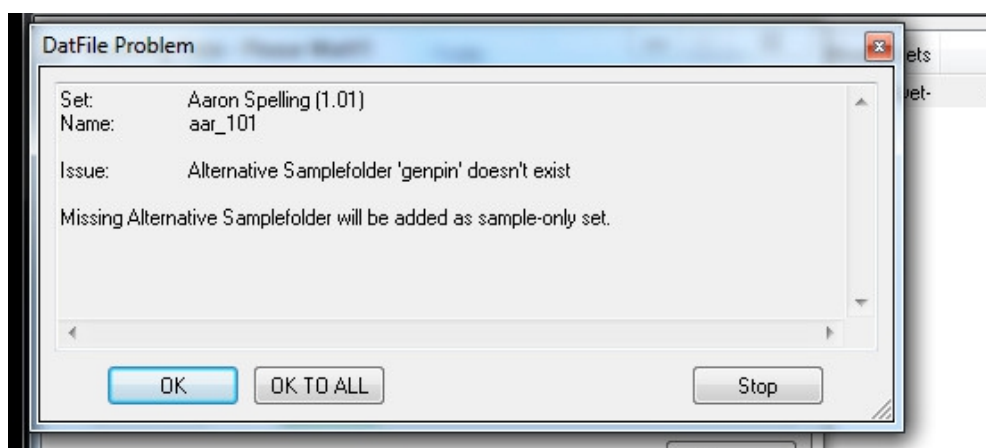 DatFile Problem
ets
Set: Aaron Spelling (1.01)
vet-
Name: aar_101
Issue: Alternative Samplefolder 'genpin' doesn't exist
Missing Alternative Samplefolder will be added as sample-only set.
OK OK TO ALL Stop